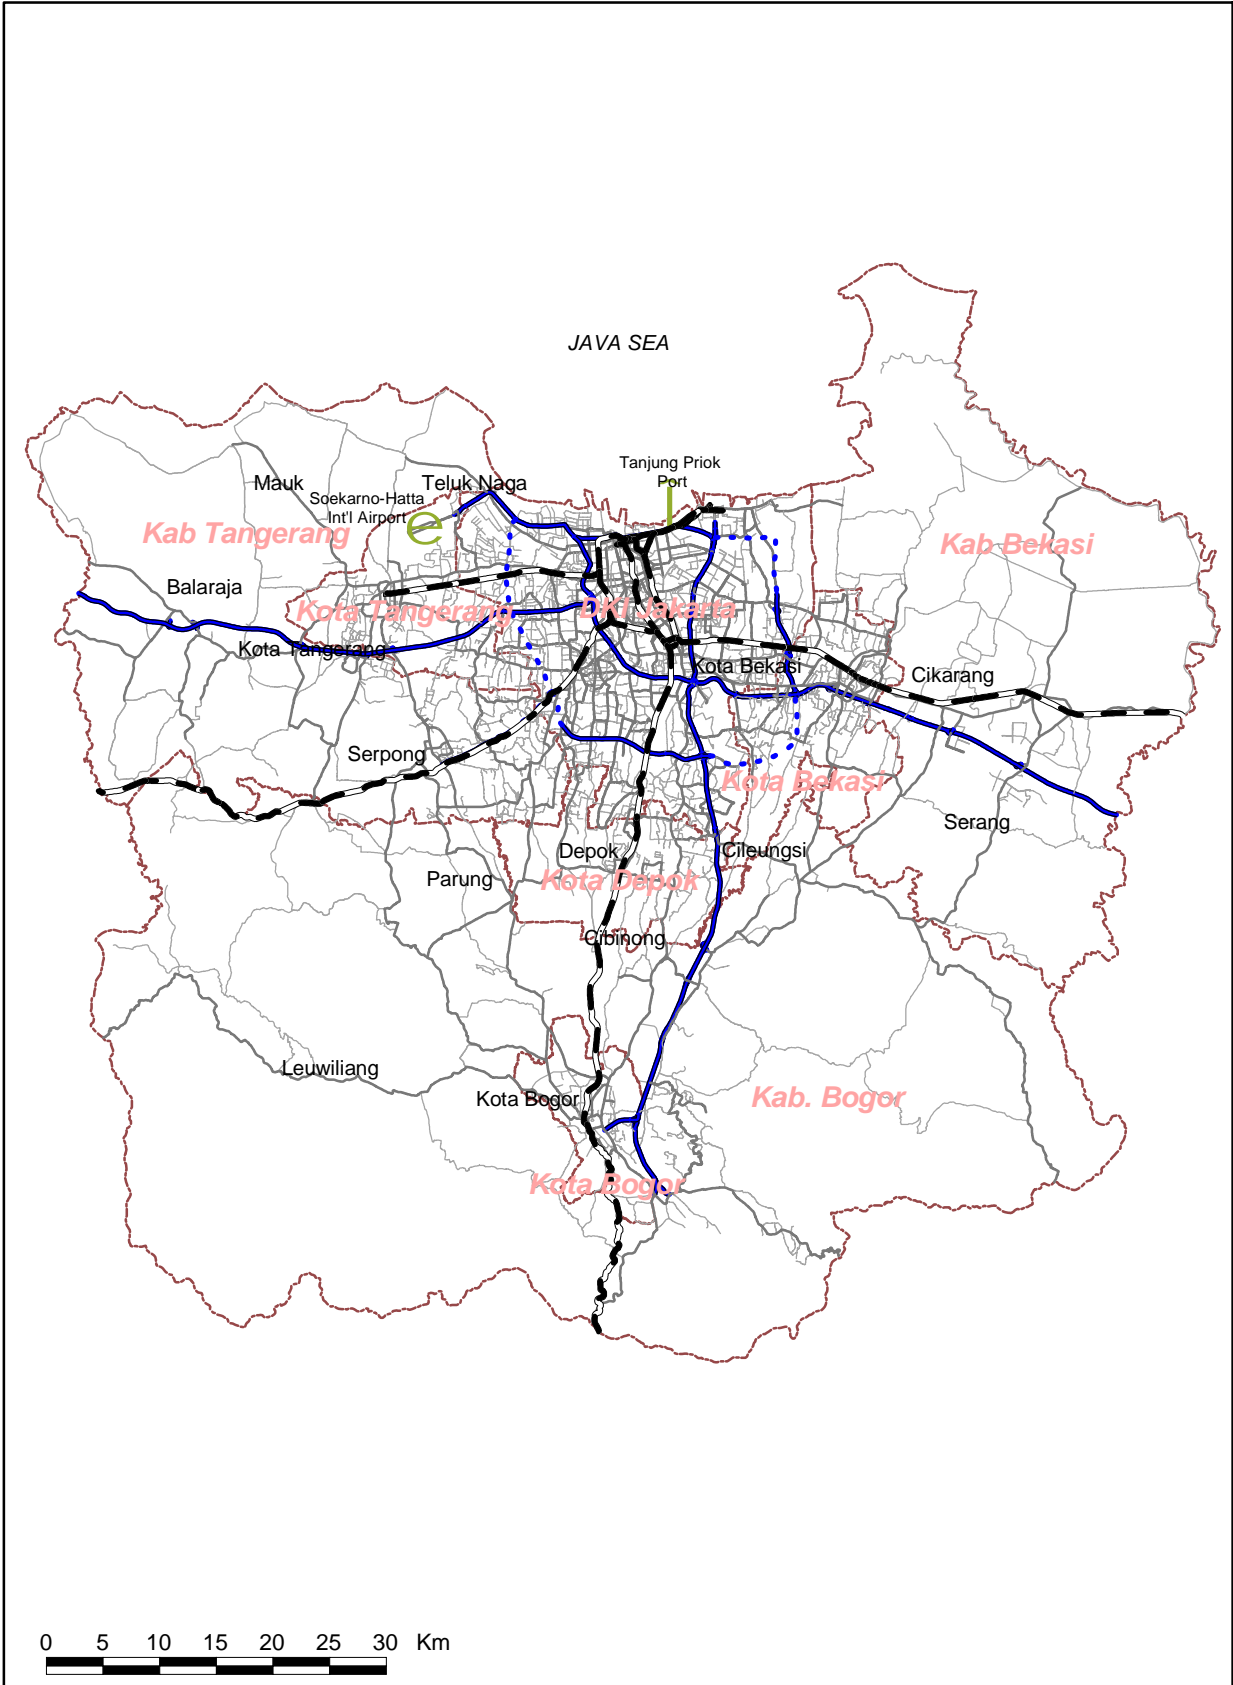 JAVA SEA
Tanjung Priok
Port
Mauk
Teluk Naga
Soekarno-Hatta
Int'l Airport
e
Kab Tangerang
Kab Bekasi
Balaraja
Kota Tangerang
DKI Jakarta
Kota Tangerang
Kota Bekasi
Cikarang
Serpong
Kota Bekasi
Serang
Depok
Cileungsi
Parung
Kota Depok
Cibinong
Leuwiliang
Kota Bogor
Kab. Bogor
Kota Bogor
0 5 10 15 20 25 30 Km